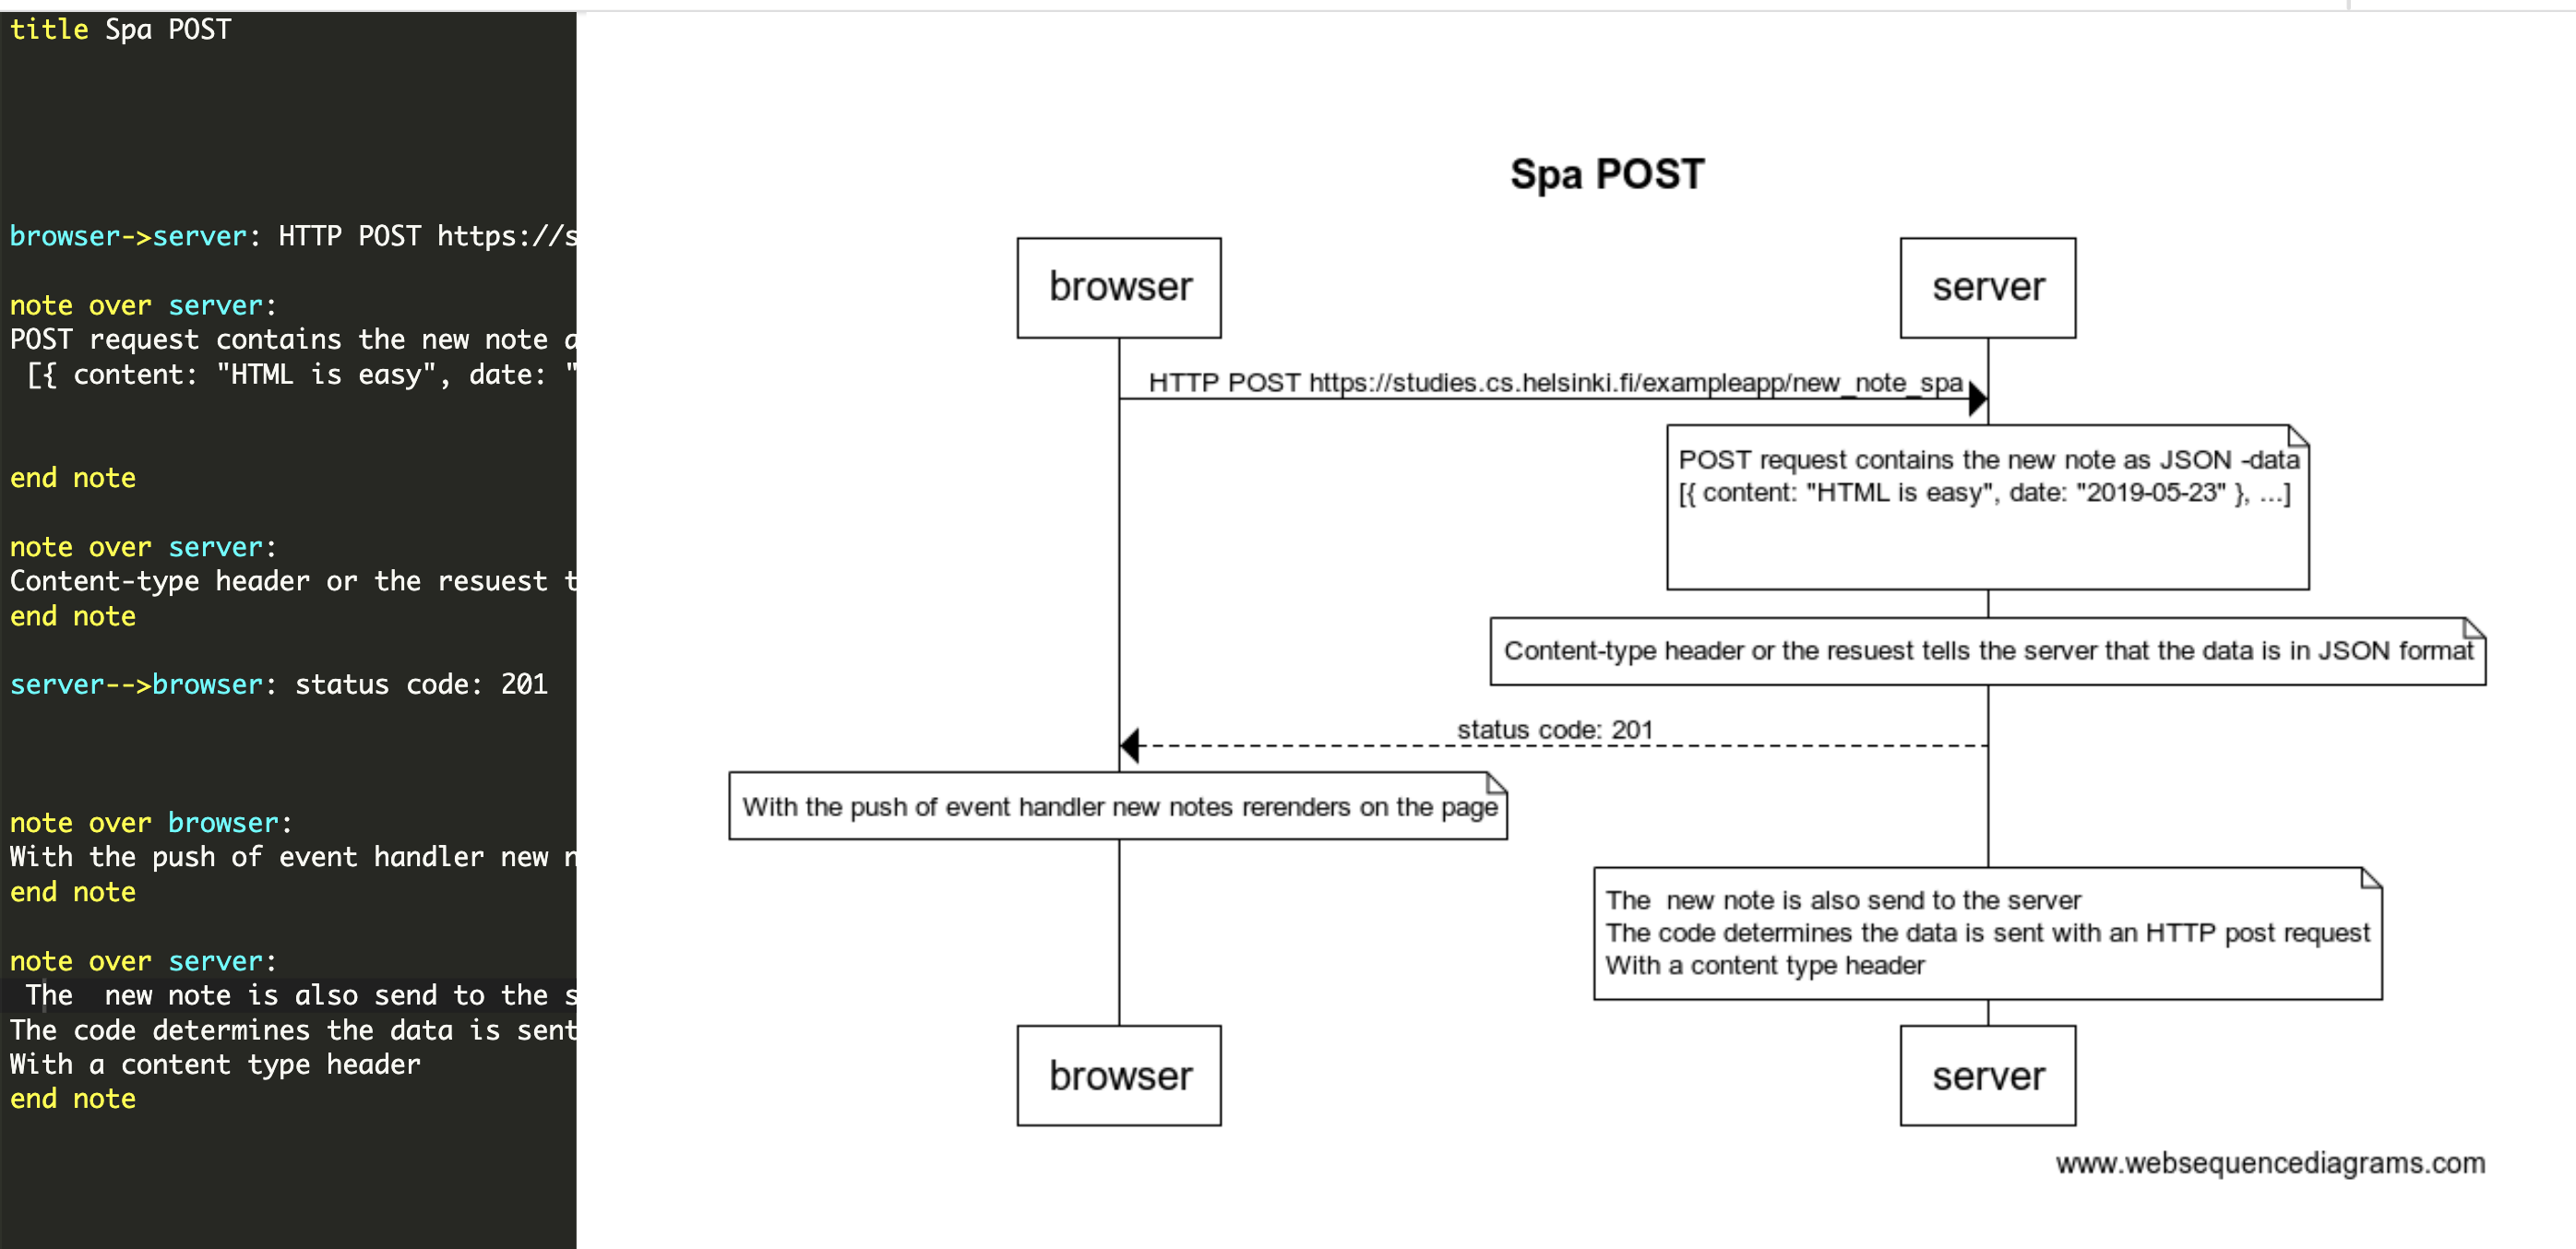 title Spa POST
browser->server: HTTP POST https://s
note over server:
POST request contains the new note a
[{ content: "HTML is easy", date: "
end note
note over server:
Content-type header or the resuest t
end note
server-->browser: status code: 201
note over browser:
With the push of event handler new n
end note
note over server:
The  new note is also send to the s
The code determines the data is sent
With a content type header
end note
Spa POST
browser
server
HTTP POST https://studies.cs.helsinki.fi/exampleapp/new_note_spa
POST request contains the new note as JSON -data
[{ content: "HTML is easy", date: "2019-05-23" }, ...]
Content-type header or the resuest tells the server that the data is in JSON format
status code: 201
With the push of event handler new notes rerenders on the page
The  new note is also send to the server
The code determines the data is sent with an HTTP post request
With a content type header
browser
server
www.websequencediagrams.com